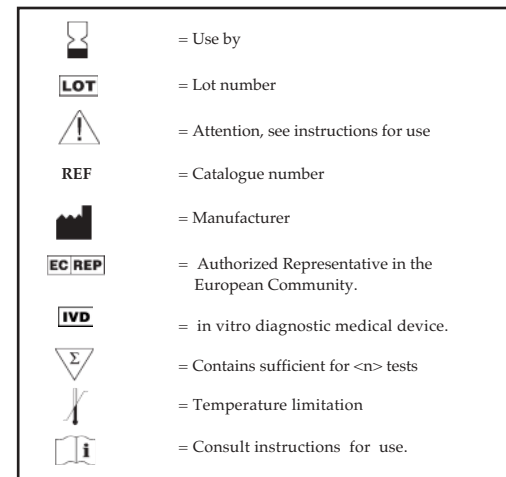 = Use by
LOT = Lot number
= Attention, see instructions for use
REF = Catalogue number
= Manufacturer
EC REP = Authorized Representative in the
European Community.
IVD = in vitro diagnostic medical device.
Σ = Contains sufficient for <n> tests
= Temperature limitation
i = Consult instructions for use.